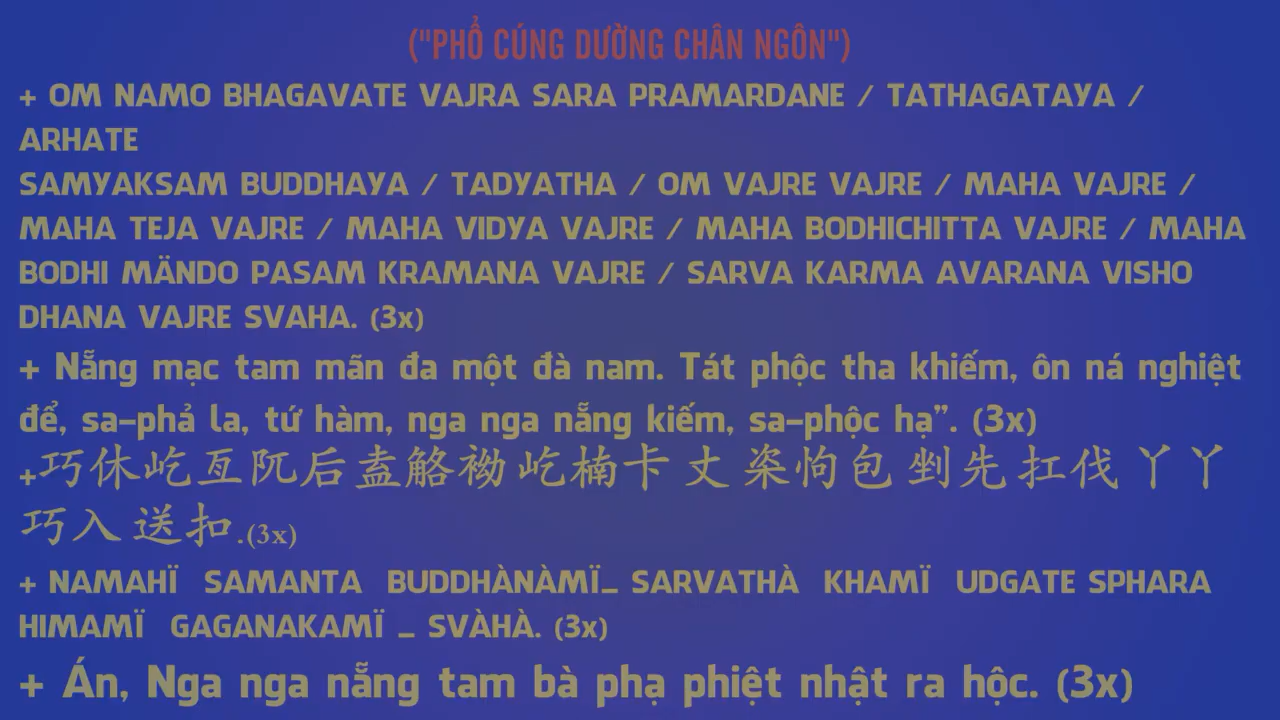 ("PHỔ CÚNG DƯỜNG CHÂN NGÔN")
+ OM NAMO BHAGAVATE VAJRA SARA PRAMARDANE / TATHAGATAYA /
ARHATE
SAMYAKSAM BUDDHAYA / TADYATHA / OM VAJRE VAJRE / MAHA VAJRE /
MAHA TEJA VAJRE / MAHA VIDYA VAJRE / MAHA BODHICHITTA VAJRE / MAHA
BODHI MÄNDO PASAM KRAMANA VAJRE / SARVA KARMA AVARANA VISHO
DHANA VAJRE SVAHA. (3x)
+ Nẵng mạc tam mãn đa một đà nam. Tát phộc tha khiếm, ôn ná nghiệt
để, sa-phả la, tứ hàm, nga nga nẵng kiếm, sa-phộc hạ”. (3x)
+巧休屹亙阢后盍觡袎屹楠卡丈栥怐包剉先扛伐丫丫
巧入送扣.(3x)
+ NAMAHÏ SAMANTA BUDDHÀNÀMÏ_ SARVATHÀ KHAMÏ UDGATE SPHARA
HIMAMÏ GAGANAKAMÏ _ SVÀHÀ. (3x)
+ Án, Nga nga nẵng tam bà phạ phiệt nhật ra hộc. (3x)